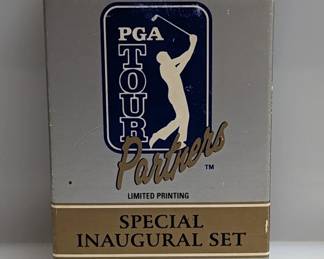 PGA
TOUR
Partners
TM
LIMITED PRINTING
SPECIAL
INAUGURAL SET